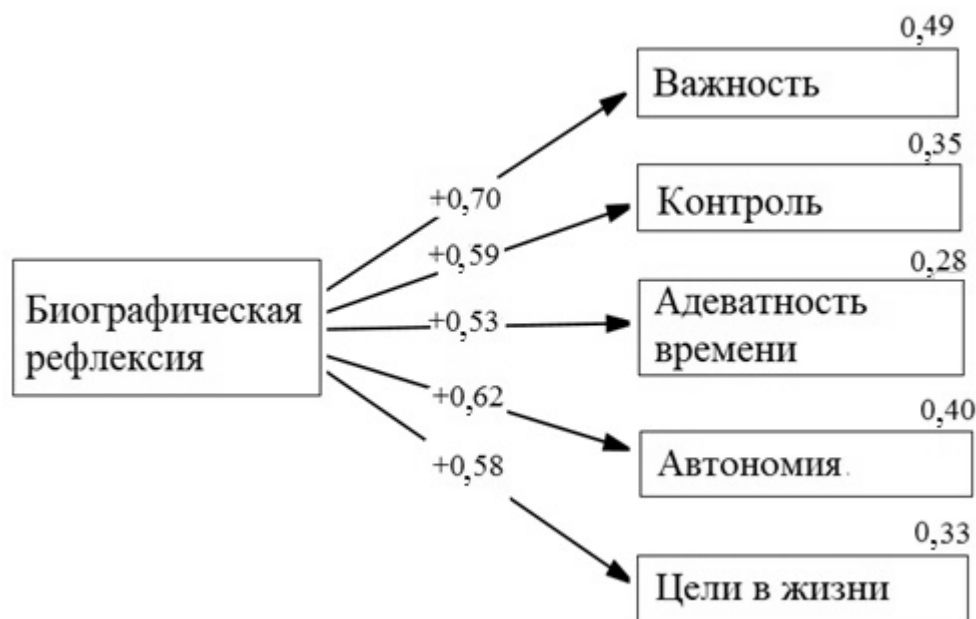 0,49
Важность
+0,70
0,35
Контроль
+0,59
0,28
Биографическая
рефлексия
+0,53
Адеватность
времени
+0,62
0,40
Автономия
+0,58
0,33
Цели в жизни